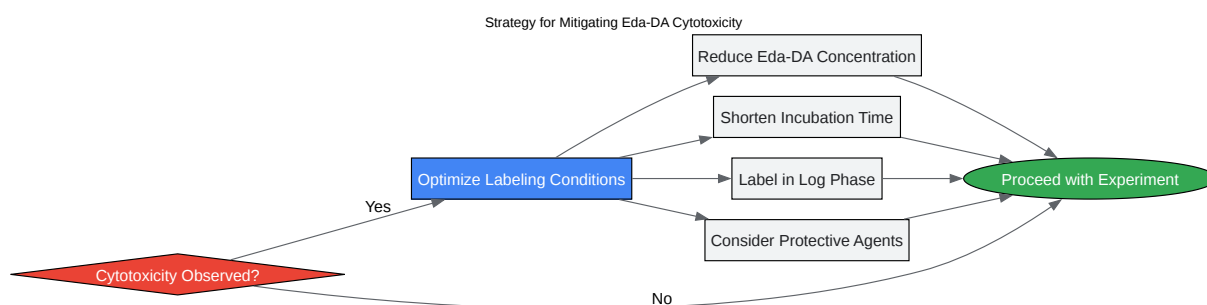 Strategy for Mitigating Eda-DA Cytotoxicity
Reduce Eda-DA Concentration
Shorten Incubation Time
Optimize Labeling Conditions
Label in Log Phase
Proceed with Experiment
Yes
Consider Protective Agents
Cytotoxicity Observed?
No